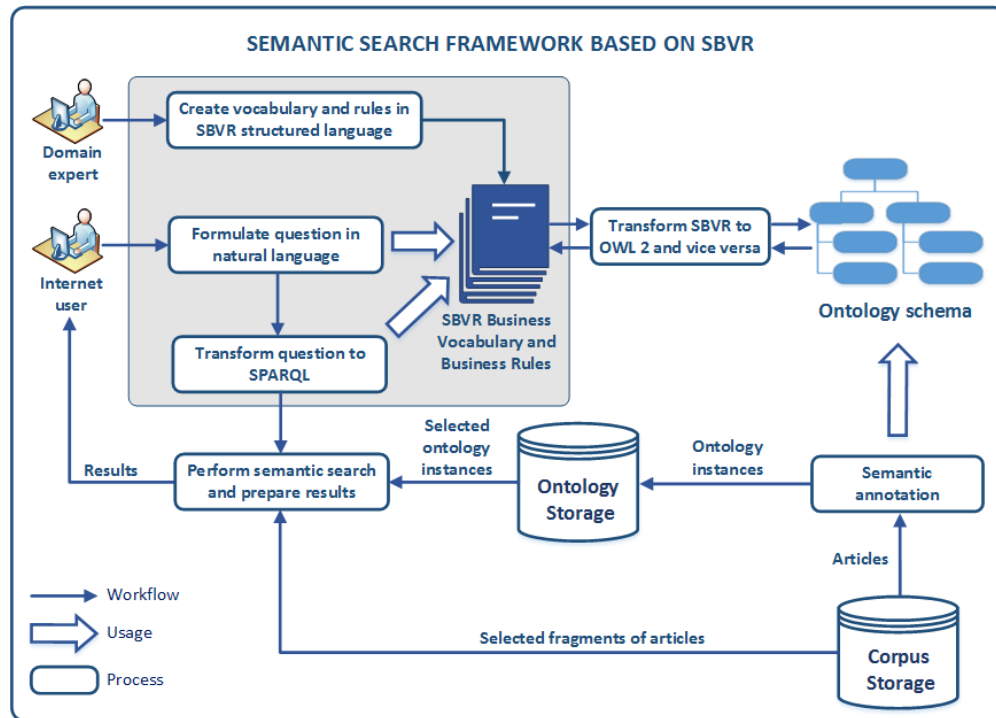 SEMANTIC SEARCH FRAMEWORK BASED ON SBVR
Domain
expert
Create vocabulary and rules in
SBVR structured language
Internet
user
Formulate question in
natural language
Transform question to
SPARQL
SBVR Business
Vocabulary and
Business Rules
Transform SBVR to
OWL 2 and vice versa
Ontology schema
Results
Perform semantic search
and prepare results
Selected
ontology
instances
Ontology
Storage
Ontology
instances
Semantic
annotation
Articles
Workflow
Usage
Process
Selected fragments of articles
Corpus
Storage